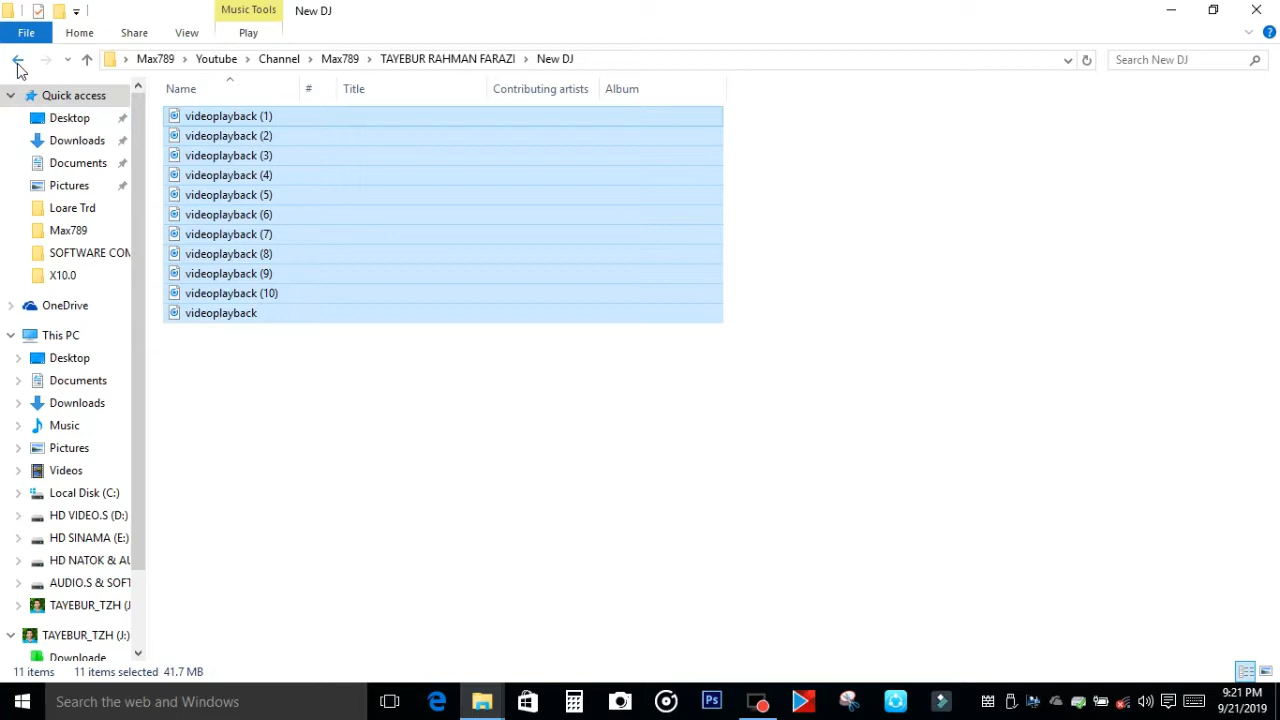 Music Tools New DJ
File Home Share View Play
Max789 Youtube Channel Max789 TAYEBUR RAHMAN FARAZI New DJ Search New DJ
Name # Title Contributing artists Album
Quick access
Desktop
Downloads
Documents
Pictures
Loare Trd
Max789
SOFTWARE COM
X10.0
OneDrive
This PC
Desktop
Documents
Downloads
Music
Pictures
Videos
Local Disk (C:)
HD VIDEO.S (D:)
HD SINAMA (E:)
HD NATOK & AU
AUDIO.S & SOFT
TAYEBUR_TZH (J
TAYEBUR_TZH (J:)
Downloade
videoplayback (1)
videoplayback (2)
videoplayback (3)
videoplayback (4)
videoplayback (5)
videoplayback (6)
videoplayback (7)
videoplayback (8)
videoplayback (9)
videoplayback (10)
videoplayback
11 items 11 items selected 41.7 MB
Search the web and Windows
Ps
9:21 PM
9/21/2019